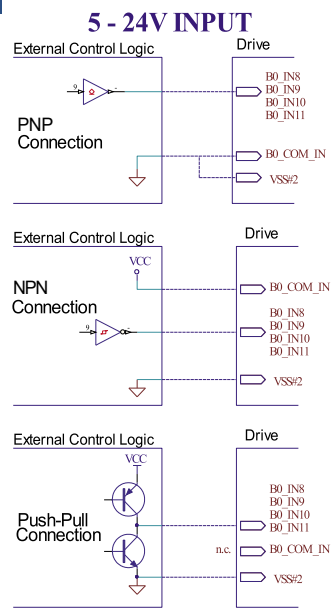 5 - 24V INPUT
External Control Logic
Drive
9
B0_IN8
B0_IN9
B0_IN10
B0_IN11
PNP
Connection
B0_COM_IN
VSS#2
External Control Logic
Drive
VCC
B0_COM_IN
NPN
Connection
9
B0_IN8
B0_IN9
B0_IN10
B0_IN11
VSS#2
External Control Logic
Drive
VCC
B0_IN8
B0_IN9
B0_IN10
B0_IN11
Push-Pull
Connection
n.c.
B0_COM_IN
VSS#2